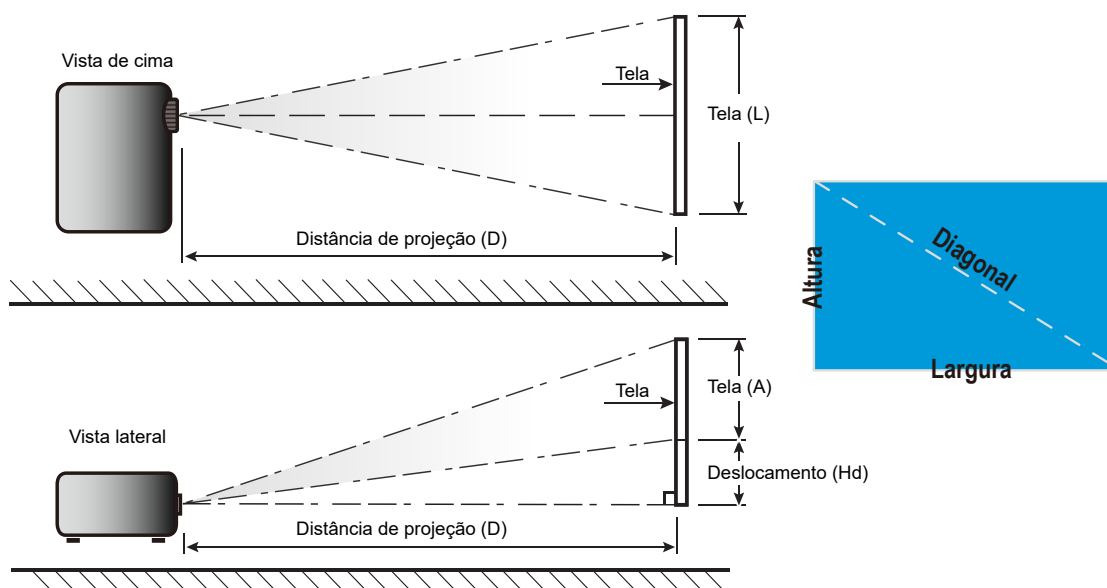 Vista de cima
Tela
Tela (L)
Distância de projeção (D)
Altura
Diagonal
Largura
Vista lateral
Tela
Tela (A)
Deslocamento (Hd)
Distância de projeção (D)